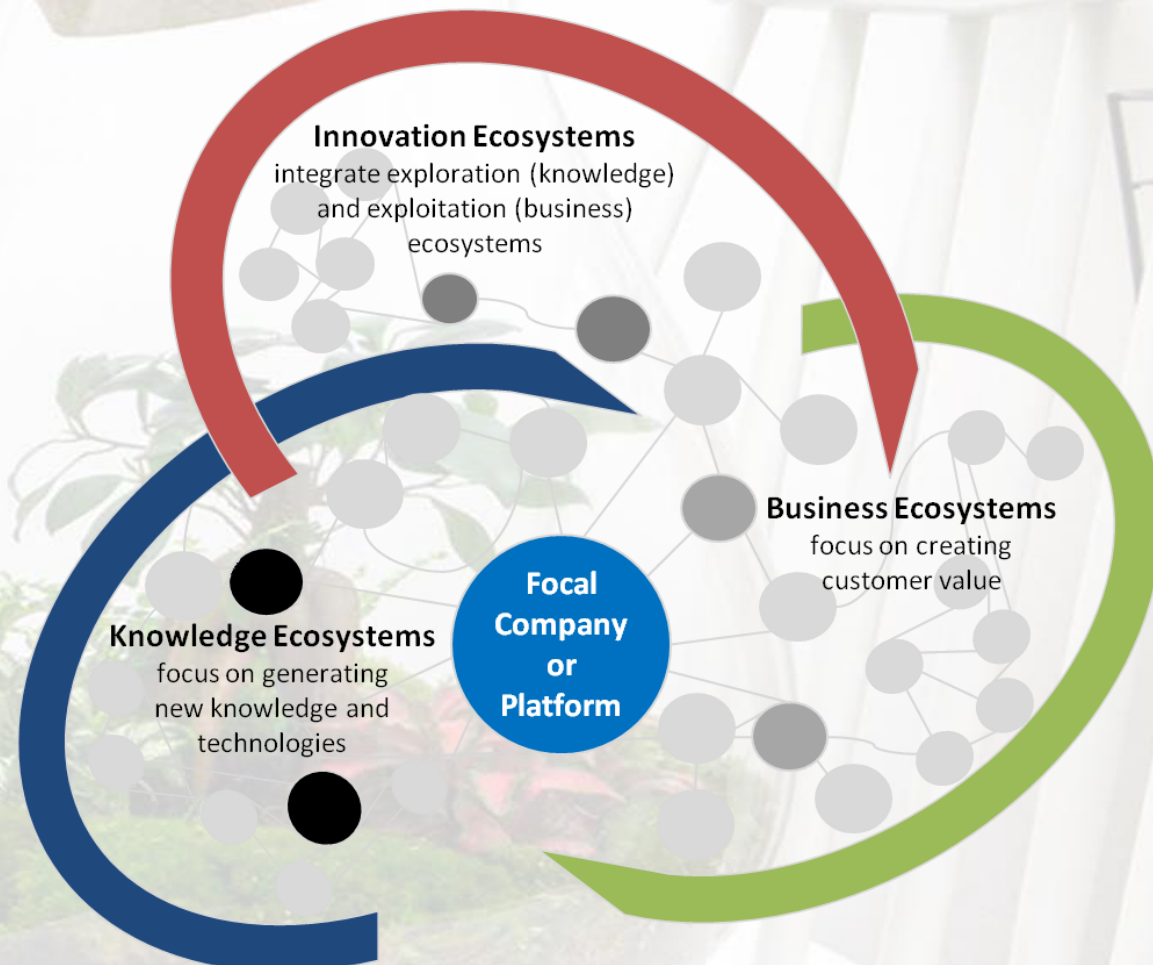 Innovation Ecosystems
integrate exploration (knowledge)
and exploitation (business)
ecosystems
Business Ecosystems
focus on creating
customer value
Focal
Company
or
Platform
Knowledge Ecosystems
focus on generating
new knowledge and
technologies